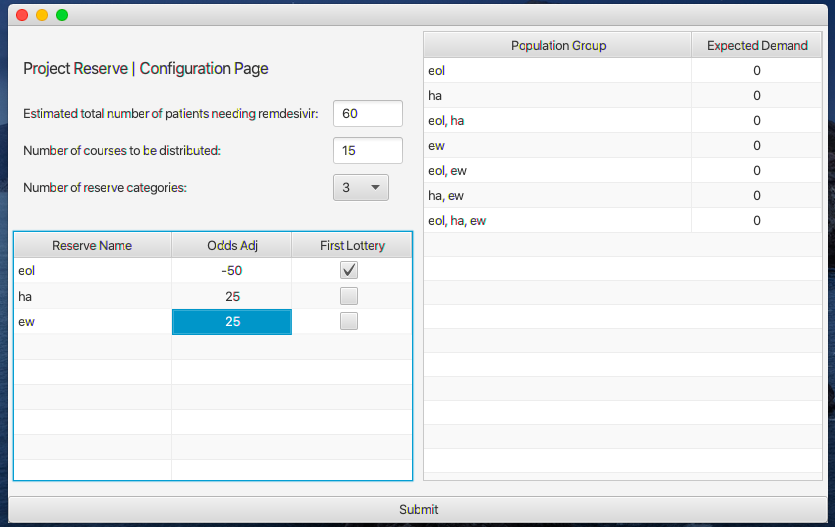 Project Reserve | Configuration Page
Estimated total number of patients needing remdesivir: 60
Number of courses to be distributed: 15
Number of reserve categories: 3
Reserve Name Odds Adj First Lottery
eol -50
ha 25
ew 25
Population Group Expected Demand
eol 0
ha 0
eol, ha 0
ew 0
eol, ew 0
ha, ew 0
eol, ha, ew 0
Submit